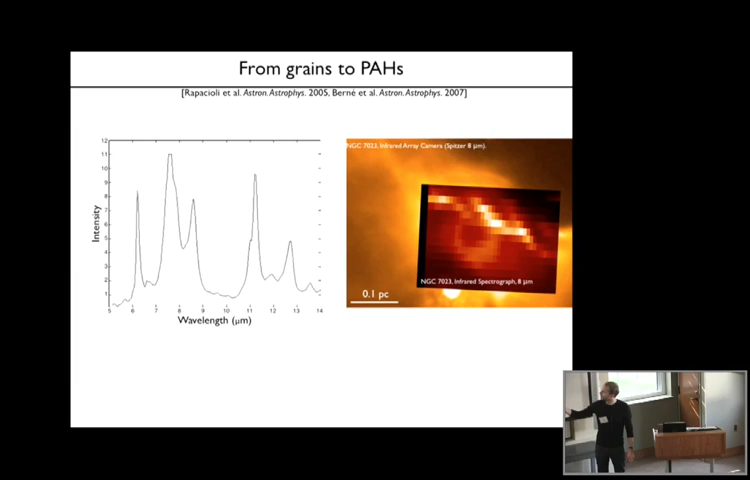 From grains to PAHs
[Rapacioli et al. Astron. Astrophys. 2005, Berné et al. Astron. Astrophys. 2007]
12
11
10
9
8
7
6
5
4
3
2
1
Intensity
5 6 7 8 9 10 11 12 13 14
Wavelength (μm)
NGC 7023, Infrared Array Camera (Spitzer 8 μm).
NGC 7023, Infrared Spectrograph, 8 μm
0.1 pc